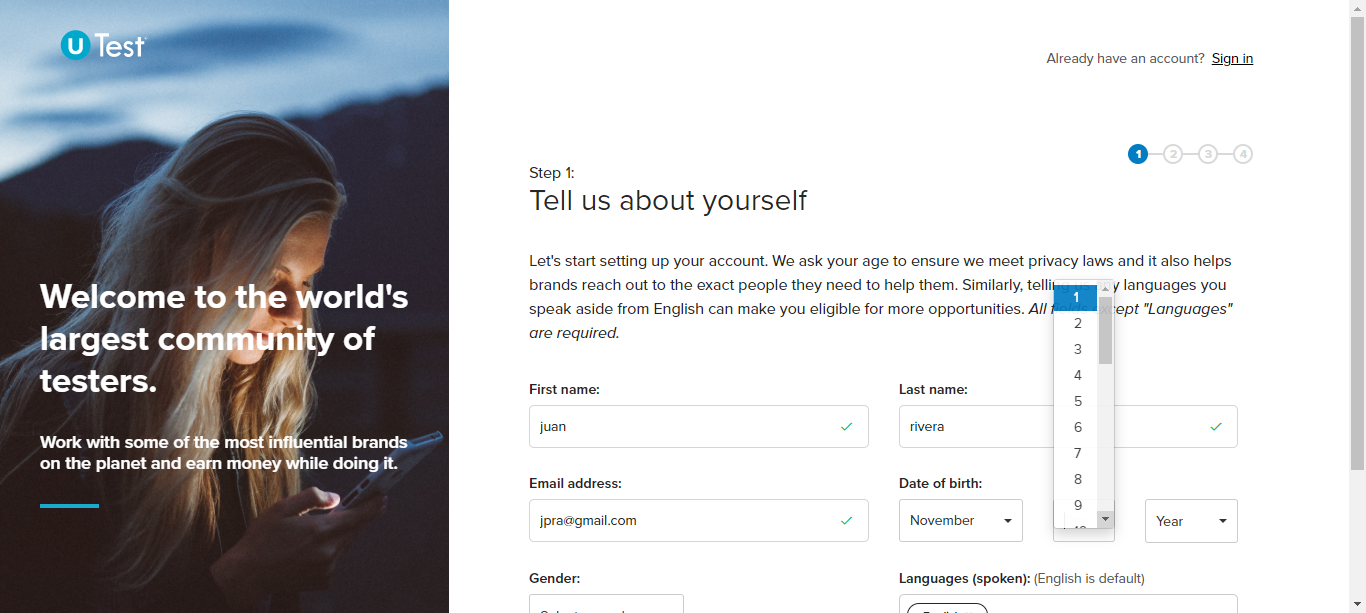 U Test
Already have an account? Sign in
1 2 3 4
Step 1:
Tell us about yourself
Let's start setting up your account. We ask your age to ensure we meet privacy laws and it also helps
brands reach out to the exact people they need to help them. Similarly, telling us any languages you
speak aside from English can make you eligible for more opportunities. All fields except "Languages"
are required.
Welcome to the world's
largest community of
testers.
Work with some of the most influential brands
on the planet and earn money while doing it.
First name:
juan
Last name:
rivera
Email address:
jpra@gmail.com
Date of birth:
November
1
2
3
4
5
6
7
8
9
Year
Gender:
Languages (spoken): (English is default)